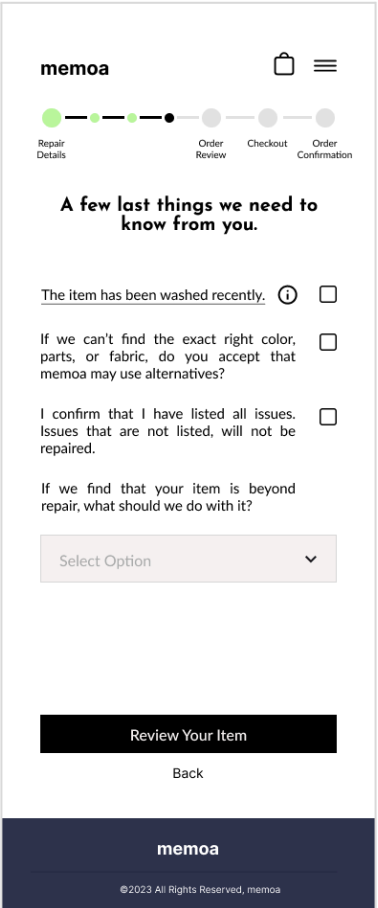 memoa
Repair
Details
Order
Review
Checkout
Order
Confirmation
A few last things we need to
know from you.
The item has been washed recently.
If we can't find the exact right color,
parts, or fabric, do you accept that
memoa may use alternatives?
I confirm that I have listed all issues.
Issues that are not listed, will not be
repaired.
If we find that your item is beyond
repair, what should we do with it?
Select Option
Review Your Item
Back
memoa
©2023 All Rights Reserved, memoa